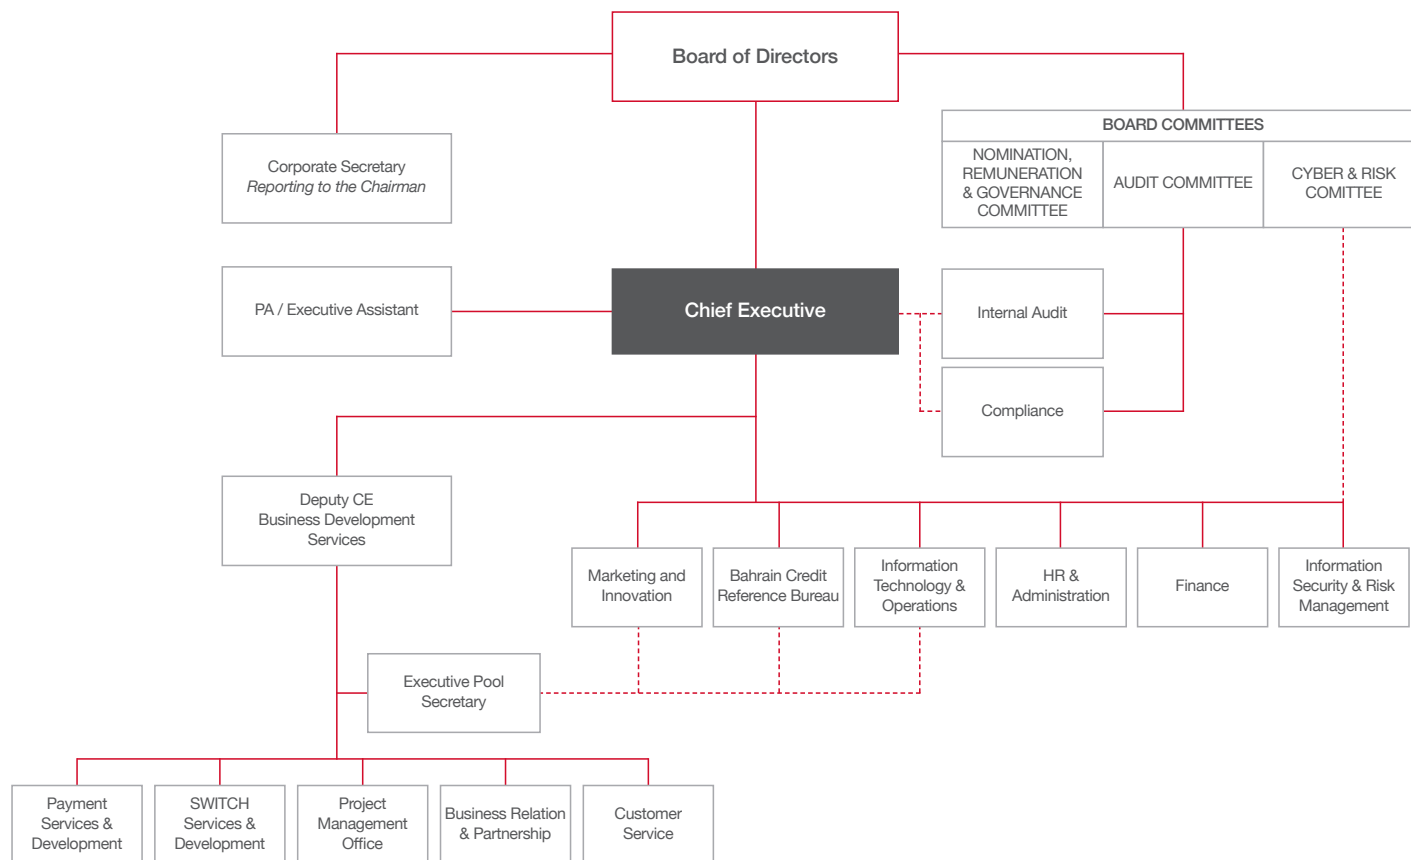 Board of Directors
Corporate Secretary
Reporting to the Chairman
BOARD COMMITTEES
NOMINATION,
REMUNERATION
& GOVERNANCE
COMMITTEE
AUDIT COMMITTEE
CYBER & RISK
COMITTEE
PA / Executive Assistant
Chief Executive
Internal Audit
Compliance
Deputy CE
Business Development
Services
Marketing and
Innovation
Bahrain Credit
Reference Bureau
Information
Technology &
Operations
HR &
Administration
Finance
Information
Security & Risk
Management
Executive Pool
Secretary
Payment
Services &
Development
SWITCH
Services &
Development
Project
Management
Office
Business Relation
& Partnership
Customer
Service